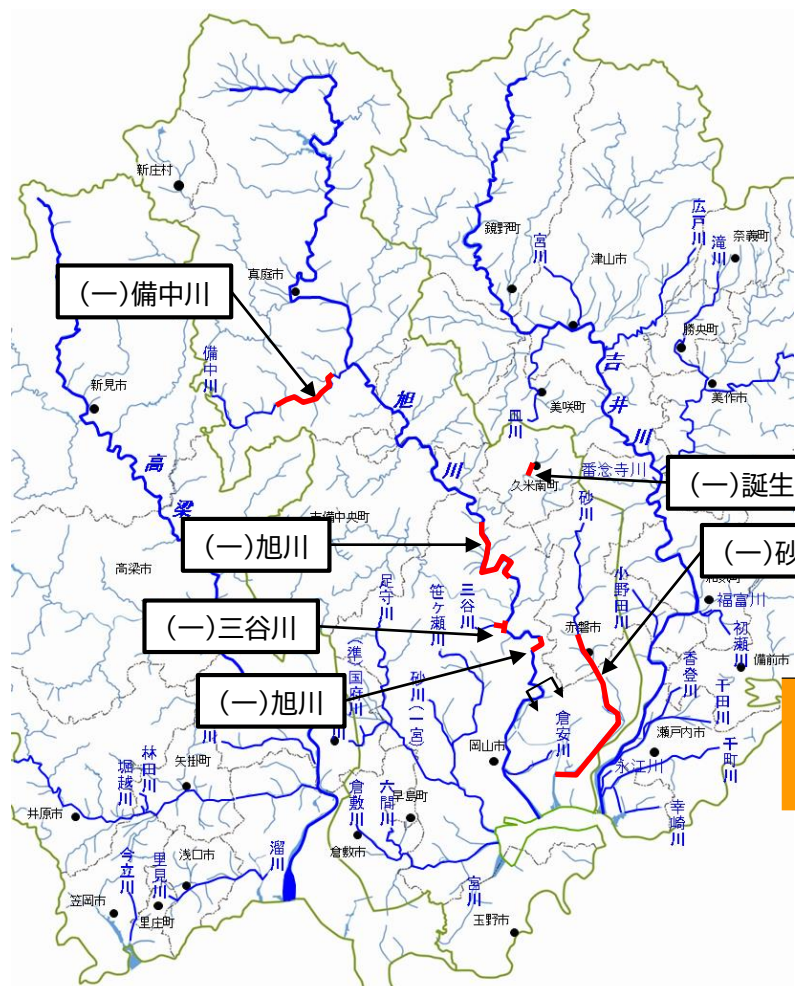 新庄村
鏡野町
宮川
津山市
広戸川
滝川
奈義町
真庭市
(一)備中川
勝央町
備中川
新見市
旭川
吉井川
美作市
美咲町
皿川
高梁
番念寺川
久米南町
(一)誕生
砂川
吉備中央町
(一)旭川
(一)砂
高梁市
足守川
笹ヶ瀬川
三谷川
小野田川
福富川
(一)三谷川
赤磐市
初瀬川
香登川
備前市
(一)旭川
(準)国府川
砂川(一宮)
干田川
倉安川
瀬戸内市
千町川
岡山市
永江川
川
林田川
堀越川
矢掛町
井原市
倉敷川
六間川
早島町
幸崎川
倉敷市
今立川
里見川
浅口市
溜川
笠岡市
里庄町
宮川
玉野市